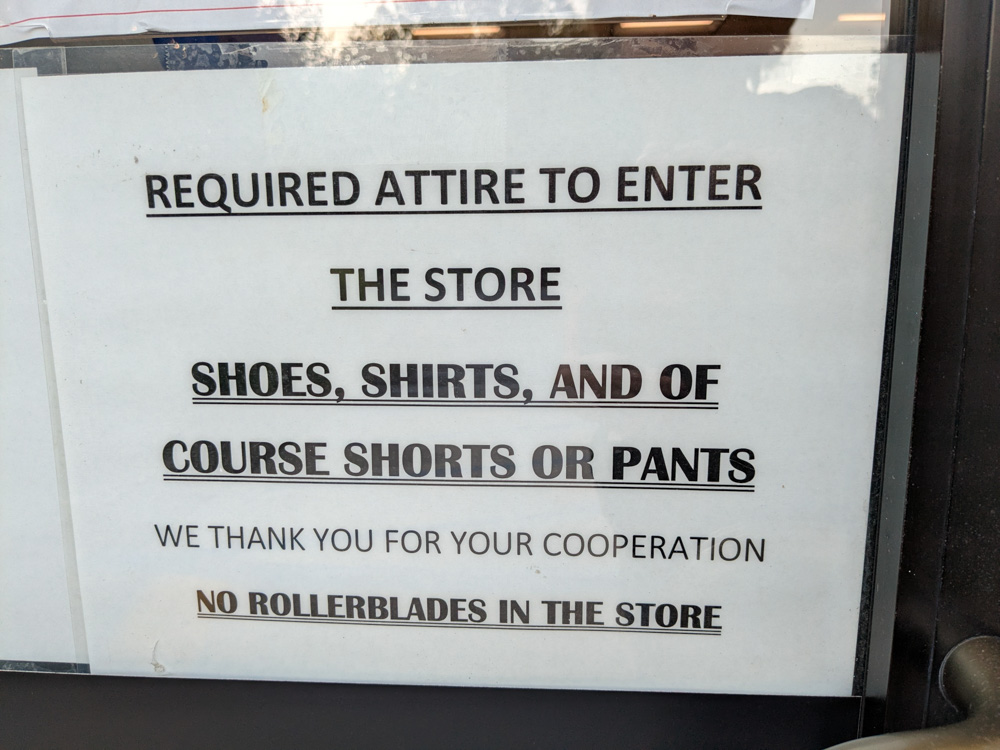 REQUIRED ATTIRE TO ENTER
THE STORE
SHOES, SHIRTS, AND OF
COURSE SHORTS OR PANTS
WE THANK YOU FOR YOUR COOPERATION
NO ROLLERBLADES IN THE STORE